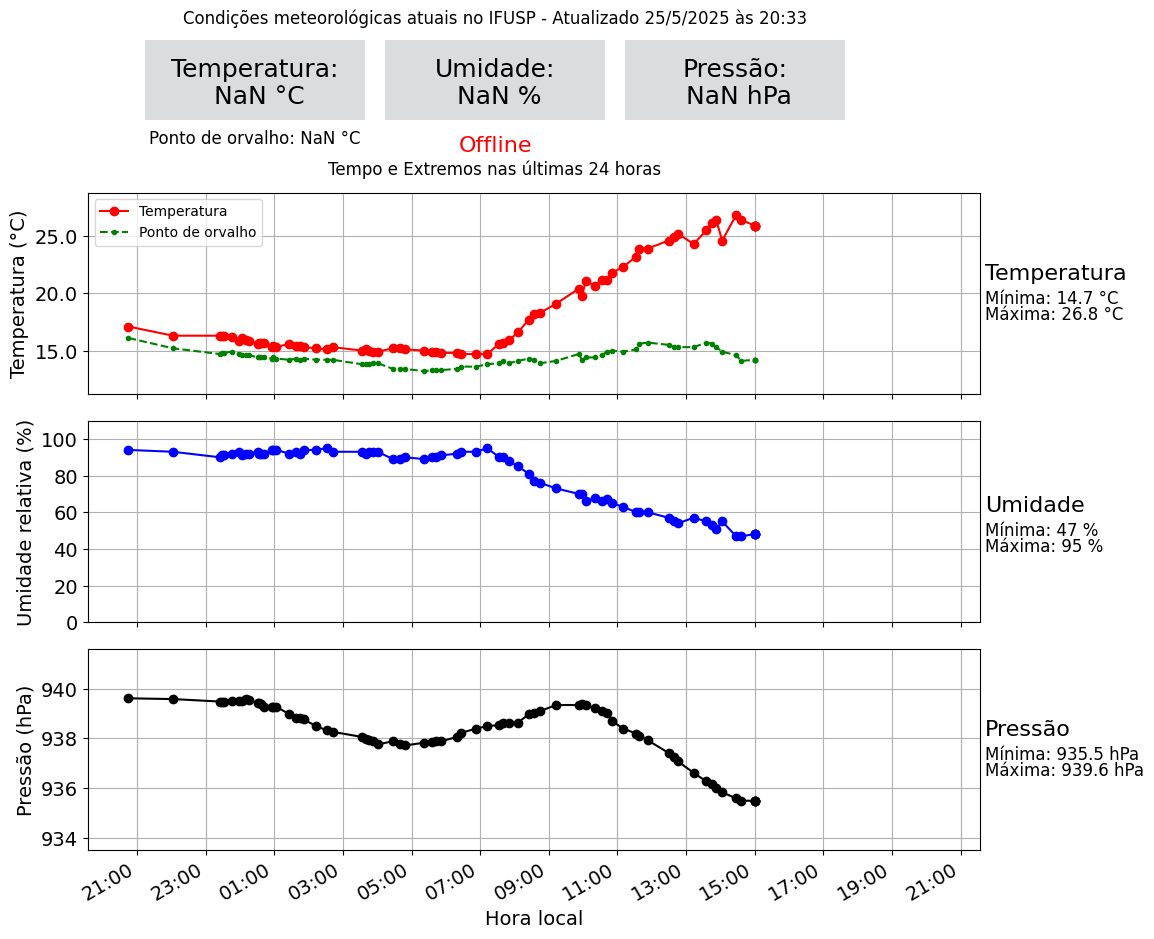 Condições meteorológicas atuais no IFUSP - Atualizado 25/5/2025 às 20:33
Temperatura:
NaN °C
Umidade:
NaN %
Pressão:
NaN hPa
Ponto de orvalho: NaN °C
Offline
Tempo e Extremos nas últimas 24 horas
Temperatura (°C)
25.0
20.0
15.0
Temperatura
Ponto de orvalho
Temperatura
Mínima: 14.7 °C
Máxima: 26.8 °C
Umidade relativa (%)
100
80
60
40
20
0
Umidade
Mínima: 47 %
Máxima: 95 %
Pressão (hPa)
940
938
936
934
Pressão
Mínima: 935.5 hPa
Máxima: 939.6 hPa
21:00 23:00 01:00 03:00 05:00 07:00 09:00 11:00 13:00 15:00 17:00 19:00 21:00
Hora local